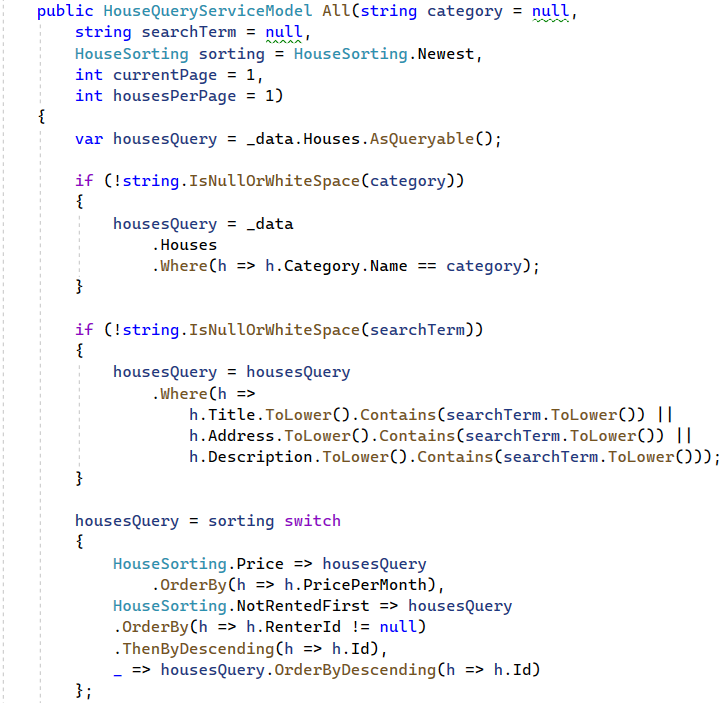 public HouseQueryServiceModel All(string category = null,
    string searchTerm = null,
    HouseSorting sorting = HouseSorting.Newest,
    int currentPage = 1,
    int housesPerPage = 1)
{
    var housesQuery = _data.Houses.AsQueryable();

    if (!string.IsNullOrWhiteSpace(category))
    {
        housesQuery = _data
            .Houses
            .Where(h => h.Category.Name == category);
    }

    if (!string.IsNullOrWhiteSpace(searchTerm))
    {
        housesQuery = housesQuery
            .Where(h =>
                h.Title.ToLower().Contains(searchTerm.ToLower()) ||
                h.Address.ToLower().Contains(searchTerm.ToLower()) ||
                h.Description.ToLower().Contains(searchTerm.ToLower()));
    }

    housesQuery = sorting switch
    {
        HouseSorting.Price => housesQuery
            .OrderBy(h => h.PricePerMonth),
        HouseSorting.NotRentedFirst => housesQuery
        .OrderBy(h => h.RenterId != null)
        .ThenByDescending(h => h.Id),
        _ => housesQuery.OrderByDescending(h => h.Id)
    };